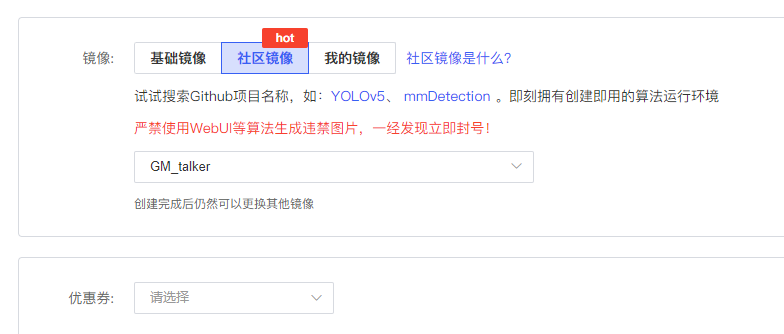 hot
镜像: 基础镜像 社区镜像 我的镜像 社区镜像是什么?
试试搜索Github项目名称，如：YOLOv5、 mmDetection 。即刻拥有创建即用的算法运行环境
严禁使用WebUI等算法生成违禁图片，一经发现立即封号！
GM_talker
创建完成后仍然可以更换其他镜像
优惠券: 请选择